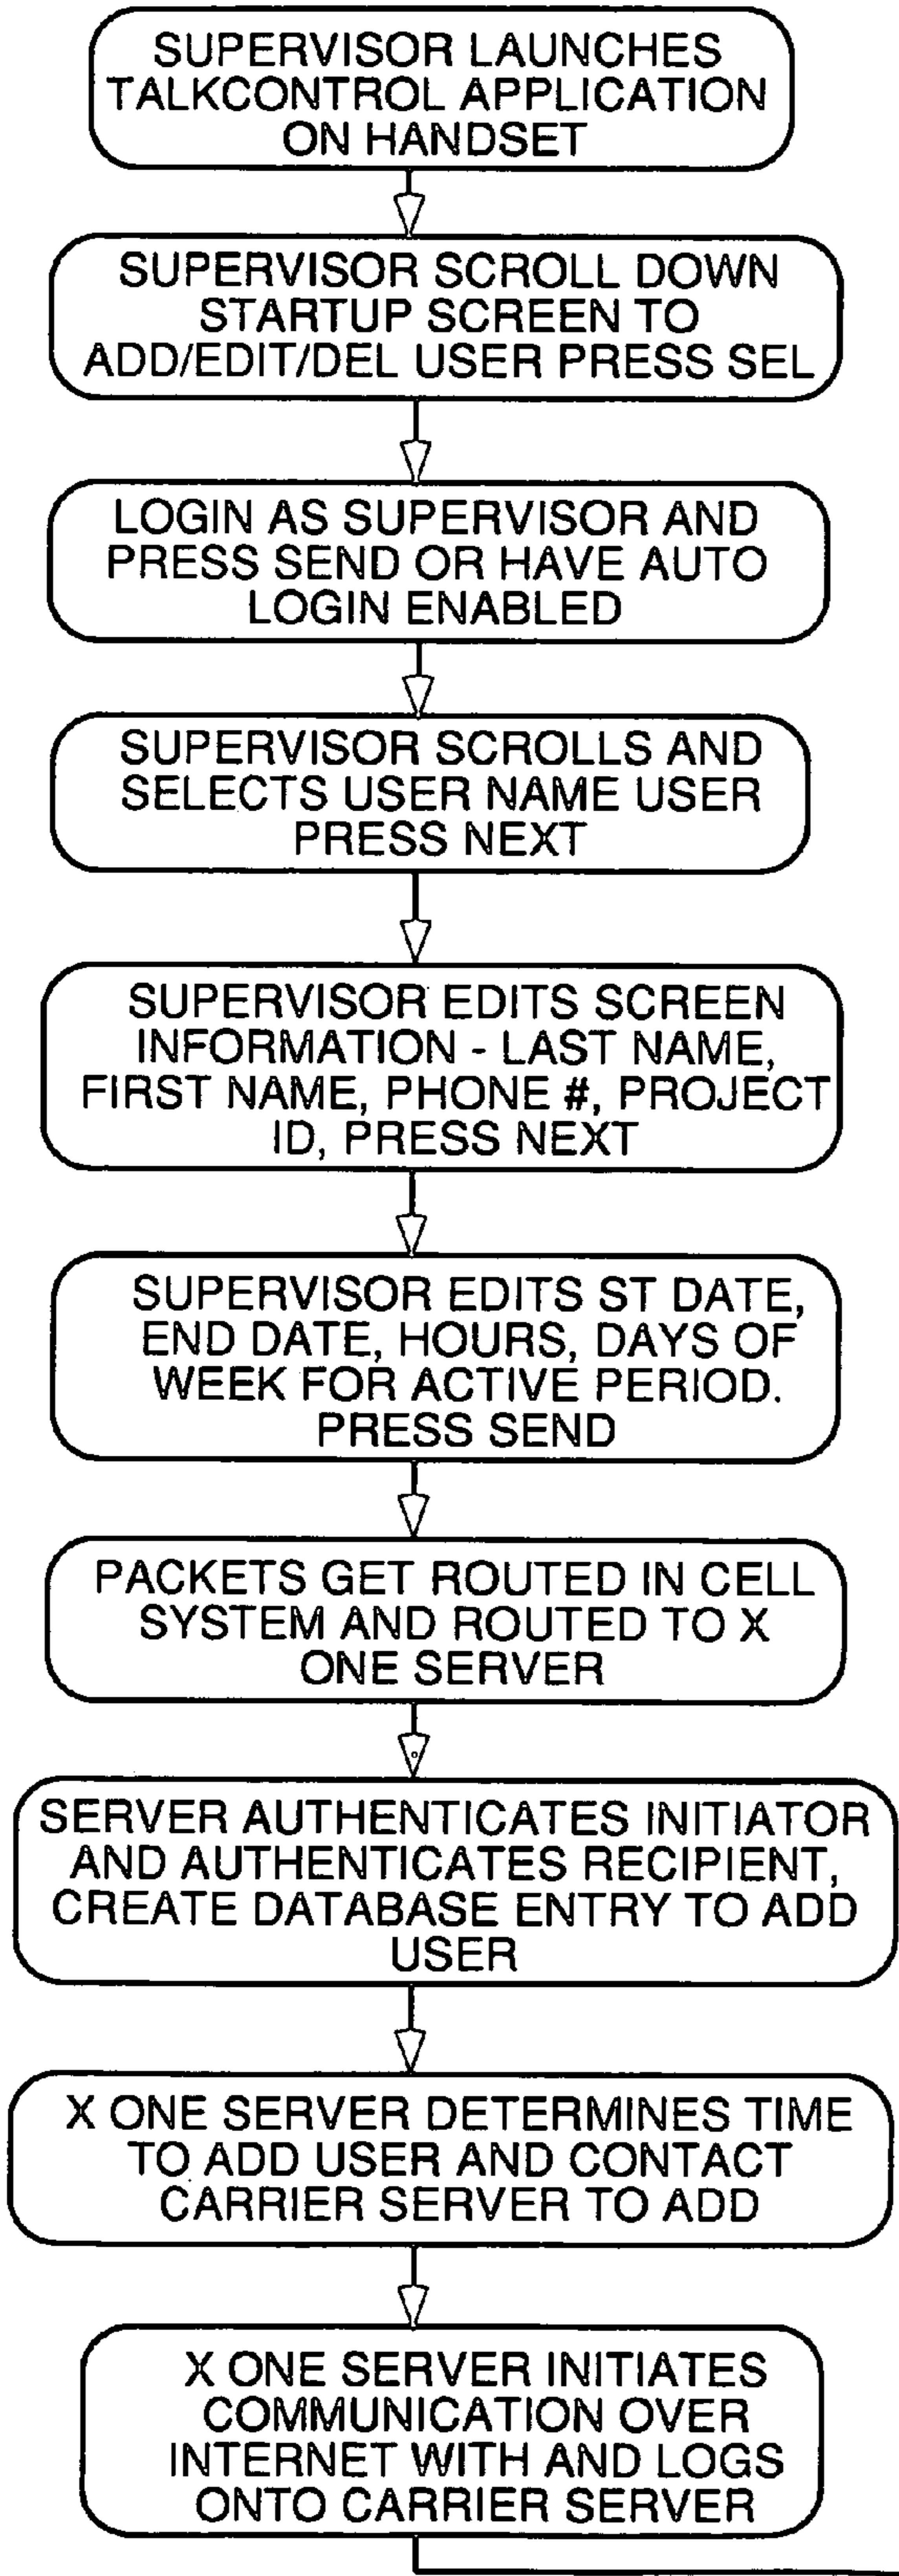 SUPERVISOR LAUNCHES
TALKCONTROL APPLICATION
ON HANDSET
SUPERVISOR SCROLL DOWN
STARTUP SCREEN TO
ADD/EDIT/DEL USER PRESS SEL
LOGIN AS SUPERVISOR AND
PRESS SEND OR HAVE AUTO
LOGIN ENABLED
SUPERVISOR SCROLLS AND
SELECTS USER NAME USER
PRESS NEXT
SUPERVISOR EDITS SCREEN
INFORMATION - LAST NAME,
FIRST NAME, PHONE #, PROJECT
ID, PRESS NEXT
SUPERVISOR EDITS ST DATE,
END DATE, HOURS, DAYS OF
WEEK FOR ACTIVE PERIOD.
PRESS SEND
PACKETS GET ROUTED IN CELL
SYSTEM AND ROUTED TO X
ONE SERVER
SERVER AUTHENTICATES INITIATOR
AND AUTHENTICATES RECIPIENT,
CREATE DATABASE ENTRY TO ADD
USER
X ONE SERVER DETERMINES TIME
TO ADD USER AND CONTACT
CARRIER SERVER TO ADD
X ONE SERVER INITIATES
COMMUNICATION OVER
INTERNET WITH AND LOGS
ONTO CARRIER SERVER